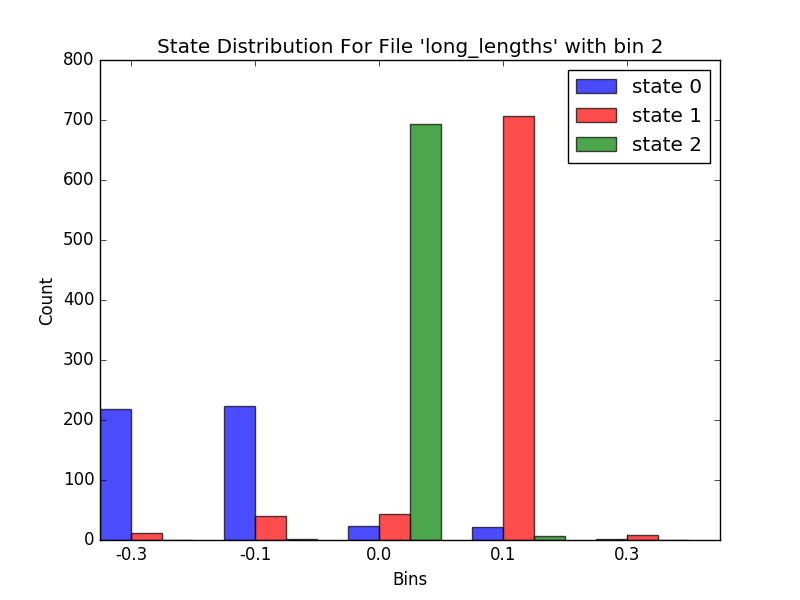 State Distribution For File 'long_lengths' with bin 2
800
700
600
500
400
300
200
100
0
Count
state 0
state 1
state 2
-0.3 -0.1 0.0 0.1 0.3
Bins